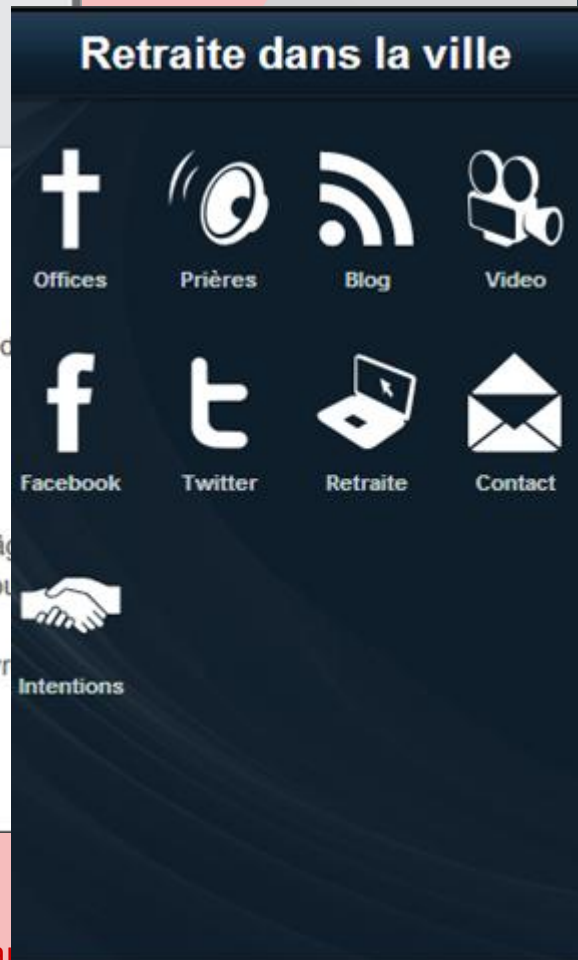 Retraite dans la ville
Offices Prières Blog Video
Facebook Twitter Retraite Contact
Intentions